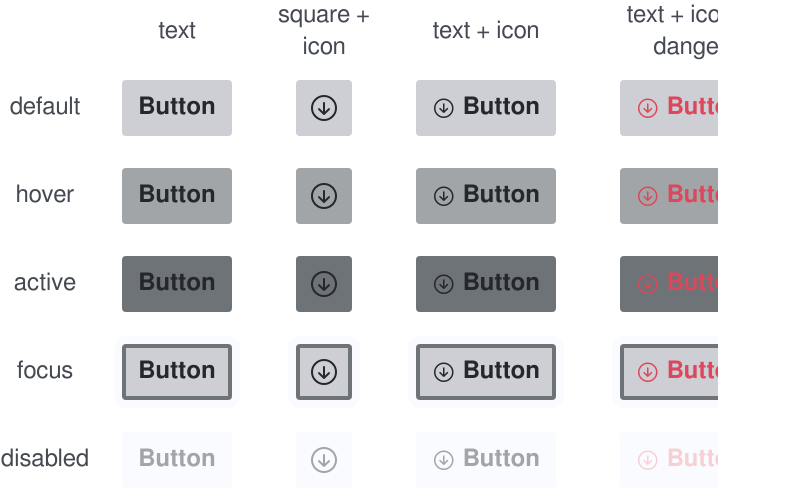 text
square +
icon
text + icon
text + ico
dange
default
Button
Button
Butt
hover
Button
Button
Butt
active
Button
Button
Butt
focus
Button
Button
Butt
disabled
Button
Button
Butt